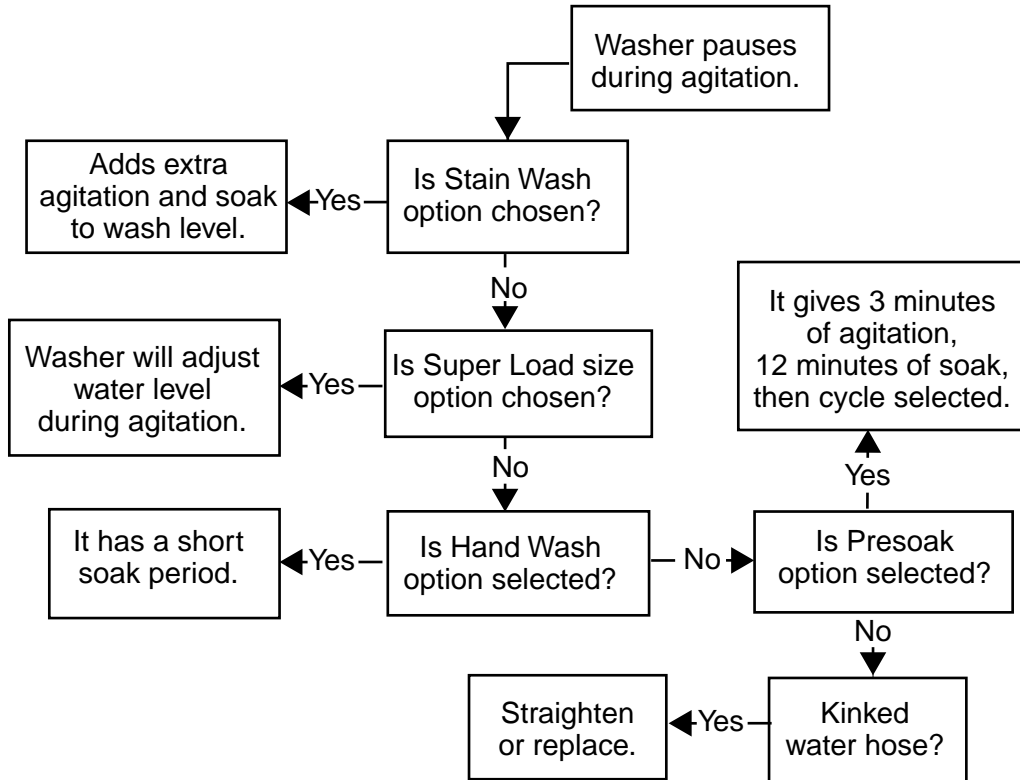 Washer pauses
during agitation.
Adds extra
agitation and soak
to wash level.
Yes
Is Stain Wash
option chosen?
No
Washer will adjust
water level
during agitation.
Yes
Is Super Load size
option chosen?
It gives 3 minutes
of agitation,
12 minutes of soak,
then cycle selected.
No
Yes
It has a short
soak period.
Yes
Is Hand Wash
option selected?
No
Is Presoak
option selected?
No
Straighten
or replace.
Yes
Kinked
water hose?